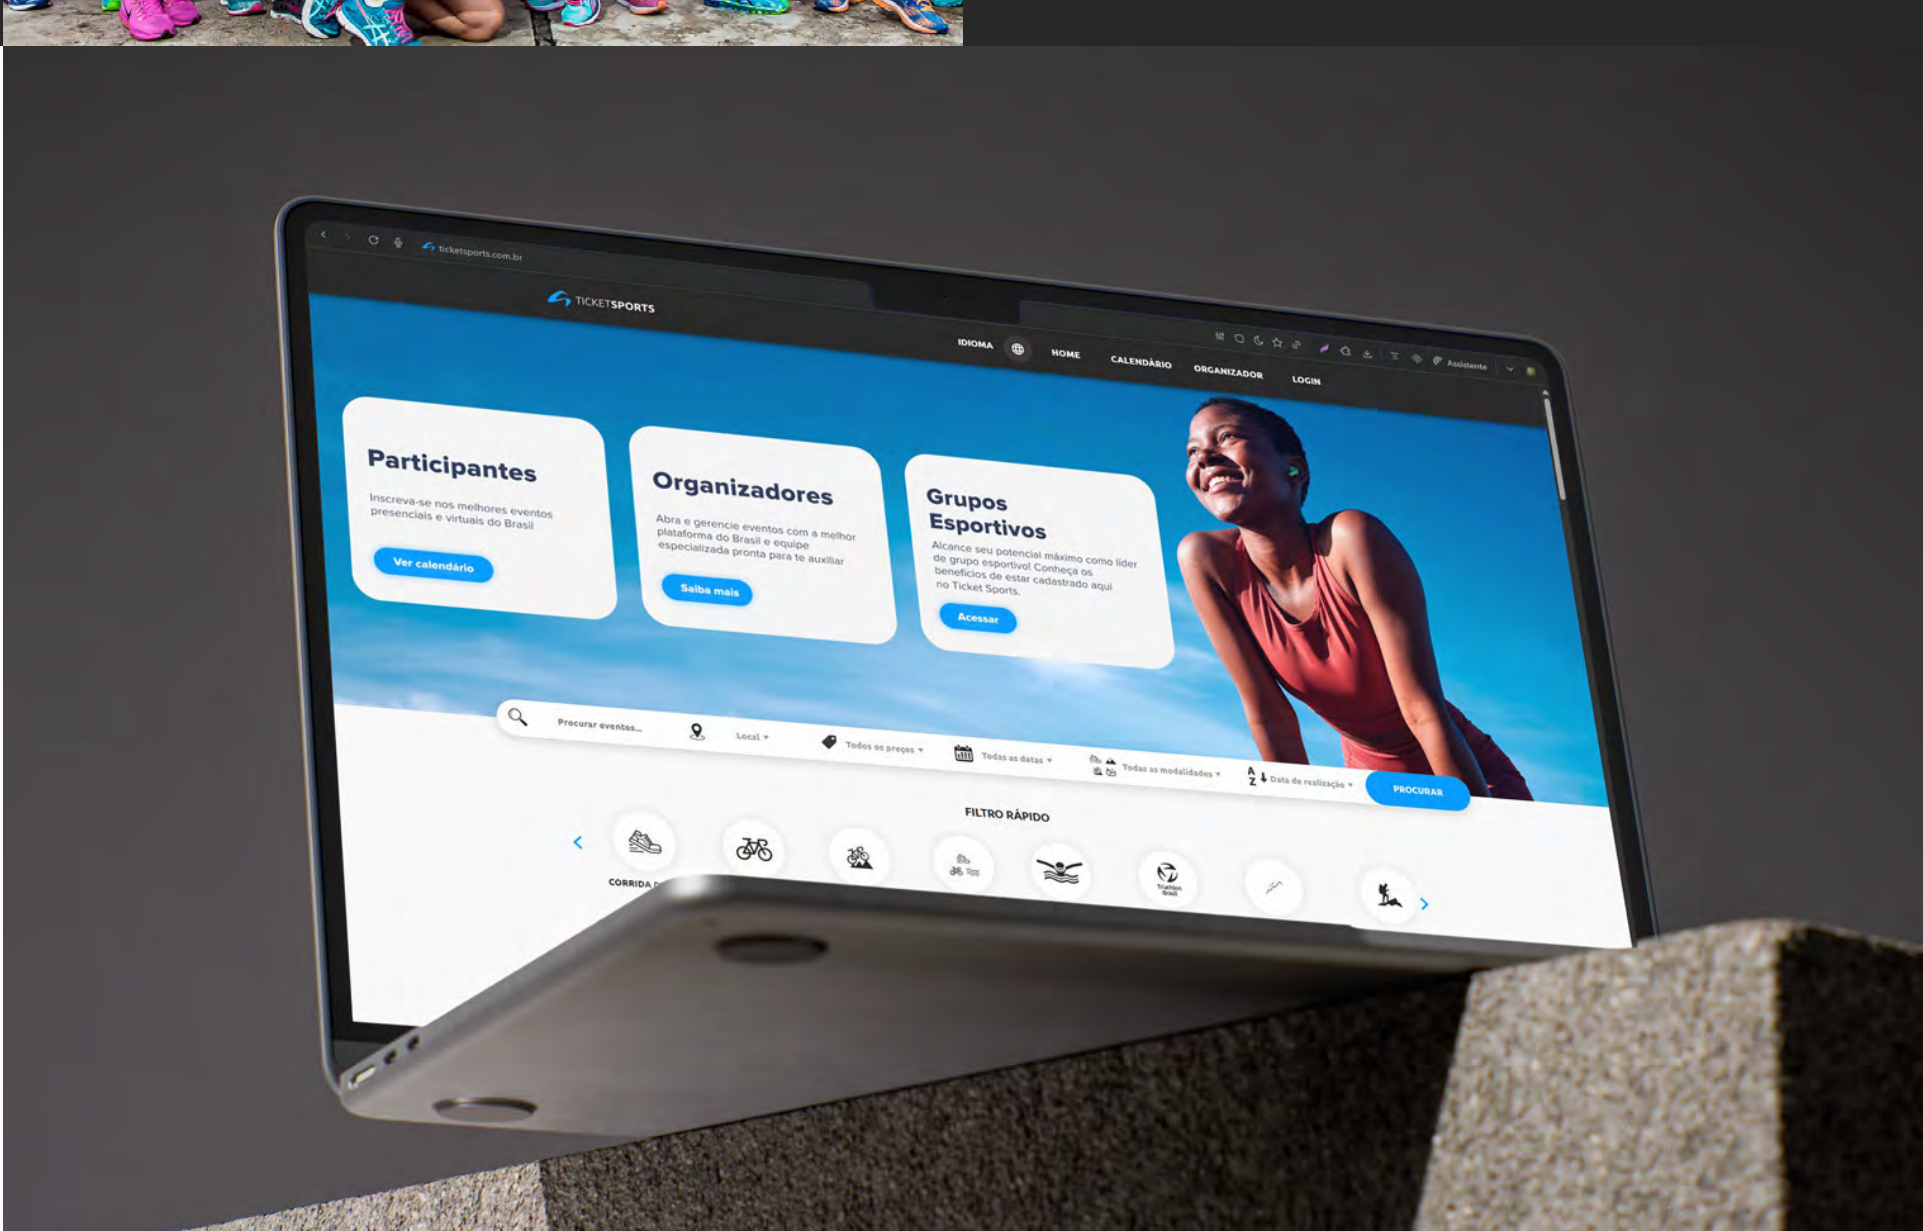 ticketsports.com.br
Assistente
TICKETSPORTS
IDIOMA
HOME
CALENDÁRIO
ORGANIZADOR
LOGIN
Participantes
Inscreva-se nos melhores eventos
presenciais e virtuais do Brasil
Ver calendário
Organizadores
Abra e gerencie eventos com a melhor
plataforma do Brasil e equipe
especializada pronta para te auxiliar
Saiba mais
Grupos
Esportivos
Alcance seu potencial máximo como líder
de grupo esportivo! Conheça os
benefícios de estar cadastrado aqui
no Ticket Sports.
Acessar
Procurar eventos...
Local
Todos os preços
Todas as datas
Todas as modalidades
A
Z
Data de realização
PROCURAR
FILTRO RÁPIDO
Triathlon
Brasil
CORRIDA